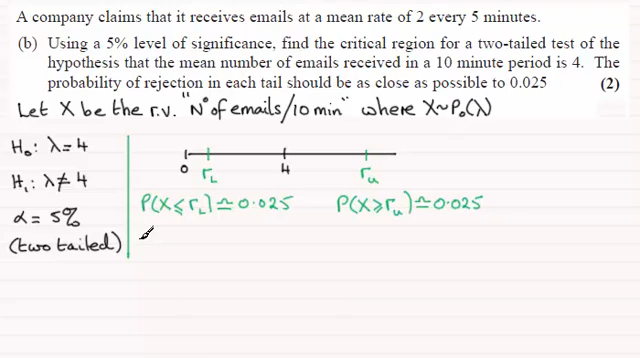 A company claims that it receives emails at a mean rate of 2 every 5 minutes.
(b) Using a 5% level of significance, find the critical region for a two-tailed test of the
hypothesis that the mean number of emails received in a 10 minute period is 4. The
probability of rejection in each tail should be as close as possible to 0.025 (2)
Let X be the r.v. "Nº of emails/10 min" where X~Po(λ)
H₀: λ=4
H₁: λ≠4
α = 5%
(two tailed)
0 r_L 4 r_u
P(X≤r_L)≏0.025 P(X≥r_u)≏0.025